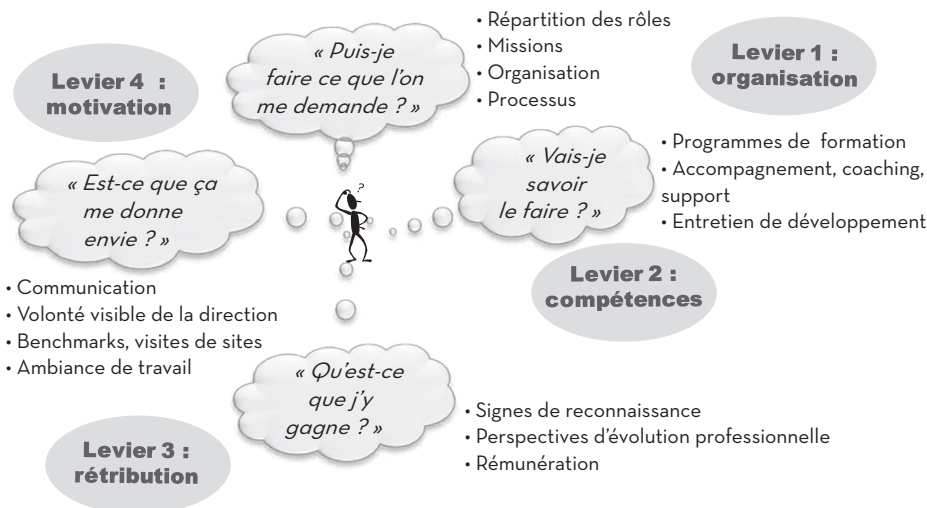 Levier 4 :
motivation
« Puis-je
faire ce que l'on
me demande ? »
• Répartition des rôles
• Missions
• Organisation
• Processus
Levier 1 :
organisation
« Est-ce que ça
me donne
envie ? »
?
« Vais-je
savoir
le faire ? »
• Programmes de formation
• Accompagnement, coaching,
support
• Entretien de développement
Levier 2 :
compétences
• Communication
• Volonté visible de la direction
• Benchmarks, visites de sites
• Ambiance de travail
« Qu'est-ce
que j'y
gagne ? »
• Signes de reconnaissance
• Perspectives d'évolution professionnelle
• Rémunération
Levier 3 :
rétribution